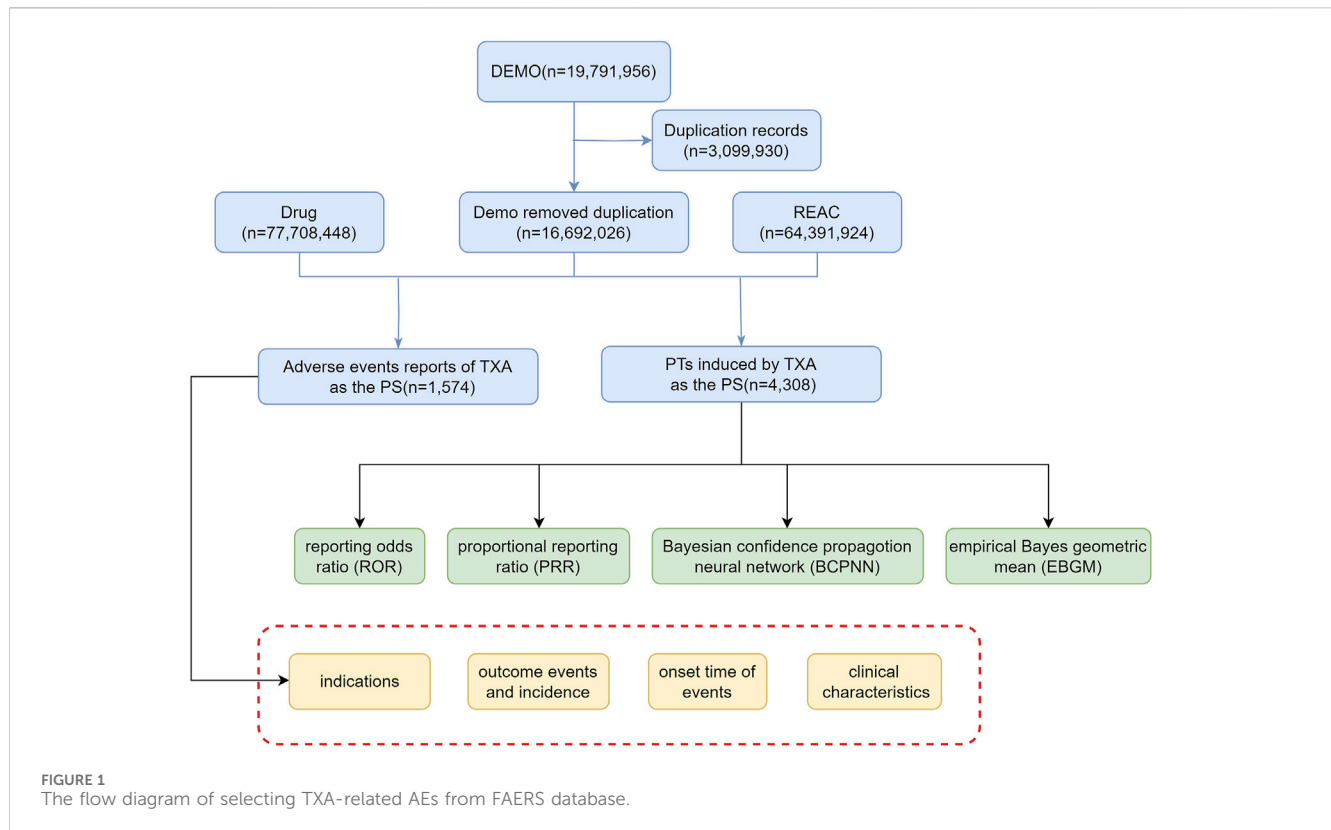 DEMO(n=19,791,956)
Duplication records
(n=3,099,930)
Drug
(n=77,708,448)
Demo removed duplication
(n=16,692,026)
REAC
(n=64,391,924)
Adverse events reports of TXA
as the PS(n=1,574)
PTs induced by TXA
as the PS(n=4,308)
reporting odds
ratio (ROR)
proportional reporting
ratio (PRR)
Bayesian confidence propagotion
neural network (BCPNN)
empirical Bayes geometric
mean (EBGM)
indications
outcome events
and incidence
onset time of
events
clinical
characteristics
FIGURE 1
The flow diagram of selecting TXA-related AEs from FAERS database.